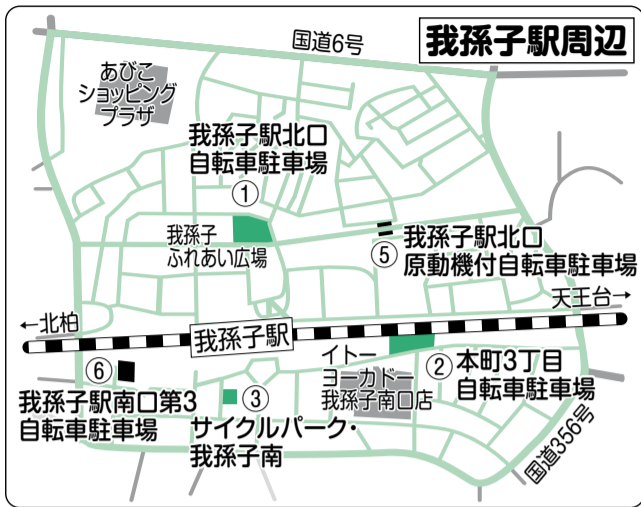 我孫子駅周辺
国道6号
あびこ
ショッピング
プラザ
我孫子駅北口
自転車駐車場
①
我孫子
ふれあい広場
⑤
我孫子駅北口
原動機付自転車駐車場
天王台→
←北柏
我孫子駅
イトー
ヨーカドー
我孫子南口店
②
本町3丁目
自転車駐車場
⑥
我孫子駅南口第3
自転車駐車場
③
サイクルパーク・
我孫子南
国道356号